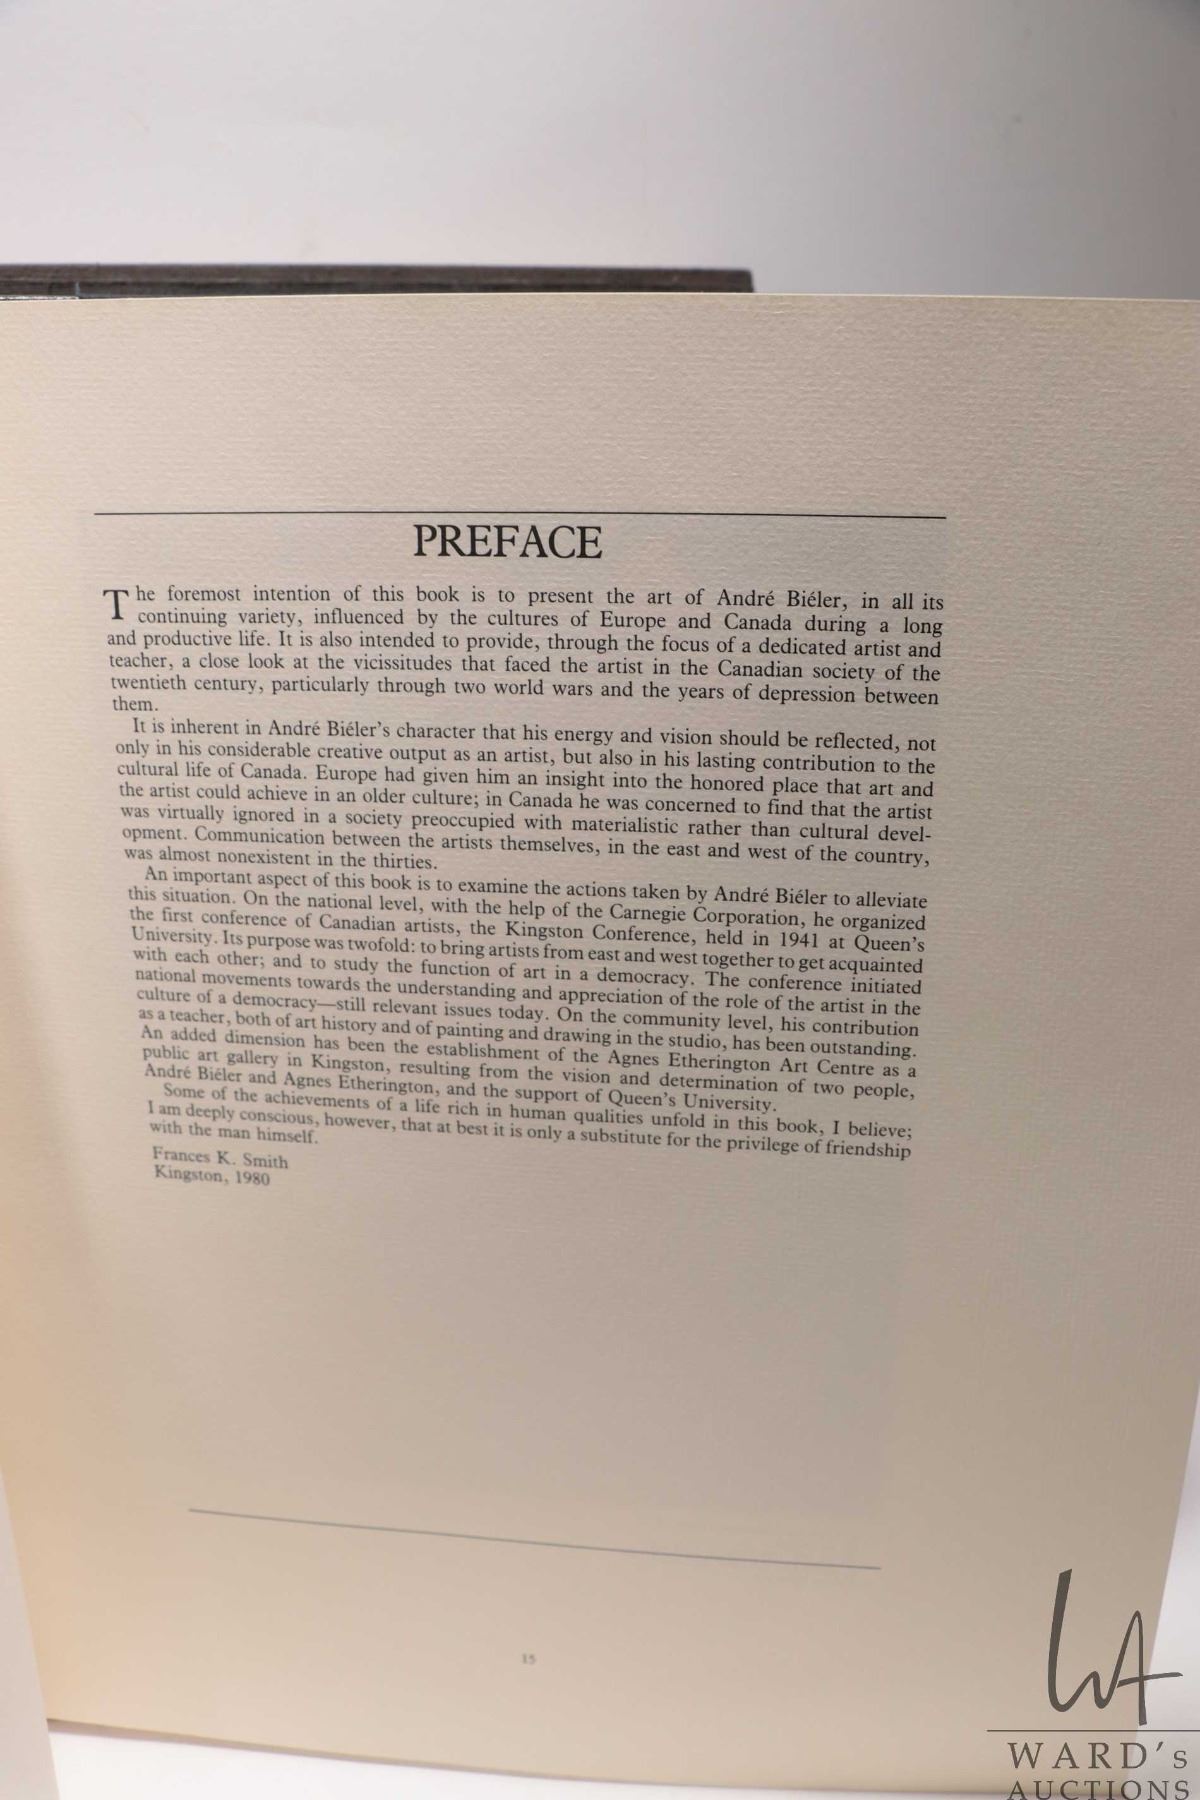 PREFACE
The foremost intention of this book is to present the art of André Biéler, in all its
continuing variety, influenced by the cultures of Europe and Canada during a long
and productive life. It is also intended to provide, through the focus of a dedicated artist and
teacher, a close look at the vicissitudes that faced the artist in the Canadian society of the
twentieth century, particularly through two world wars and the years of depression between
them.
It is inherent in André Biéler's character that his energy and vision should be reflected, not
only in his considerable creative output as an artist, but also in his lasting contribution to the
cultural life of Canada. Europe had given him an insight into the honored place that art and
the artist could achieve in an older culture; in Canada he was concerned to find that the artist
was virtually ignored in a society preoccupied with materialistic rather than cultural devel-
opment. Communication between the artists themselves, in the east and west of the country,
was almost nonexistent in the thirties.
An important aspect of this book is to examine the actions taken by André Biéler to alleviate
this situation. On the national level, with the help of the Carnegie Corporation, he organized
the first conference of Canadian artists, the Kingston Conference, held in 1941 at Queen's
University. Its purpose was twofold: to bring artists from east and west together to get acquainted
with each other; and to study the function of art in a democracy. The conference initiated
national movements towards the understanding and appreciation of the role of the artist in the
culture of a democracy—still relevant issues today. On the community level, his contribution
as a teacher, both of art history and of painting and drawing in the studio, has been outstanding.
An added dimension has been the establishment of the Agnes Etherington Art Centre as a
public art gallery in Kingston, resulting from the vision and determination of two people,
André Biéler and Agnes Etherington, and the support of Queen's University.
Some of the achievements of a life rich in human qualities unfold in this book, I believe;
I am deeply conscious, however, that at best it is only a substitute for the privilege of friendship
with the man himself.
Frances K. Smith
Kingston, 1980
15
WA
WARD's
AUCTIONS